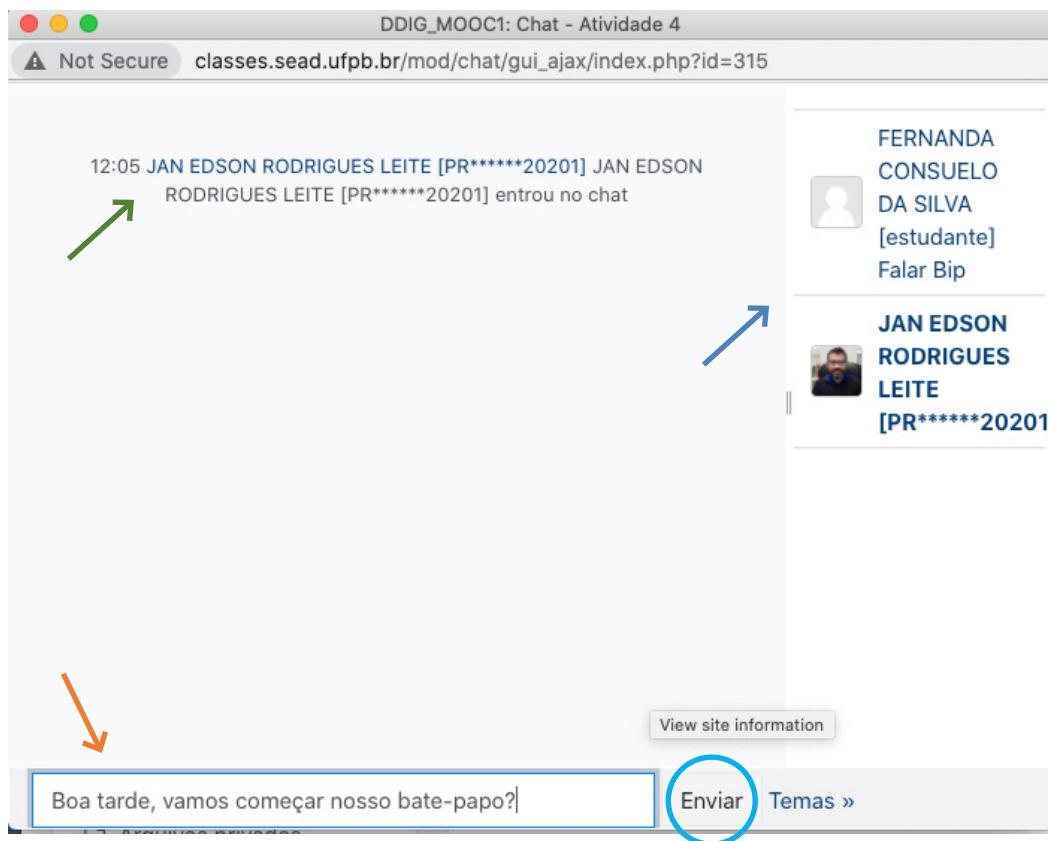 DDIG_MOOC1: Chat - Atividade 4
Not Secure classes.sead.ufpb.br/mod/chat/gui_ajax/index.php?id=315
12:05 JAN EDSON RODRIGUES LEITE [PR******20201] JAN EDSON
RODRIGUES LEITE [PR******20201] entrou no chat
FERNANDA
CONSUELO
DA SILVA
[estudante]
Falar Bip
JAN EDSON
RODRIGUES
LEITE
[PR******20201
View site information
Boa tarde, vamos começar nosso bate-papo?
Enviar Temas »